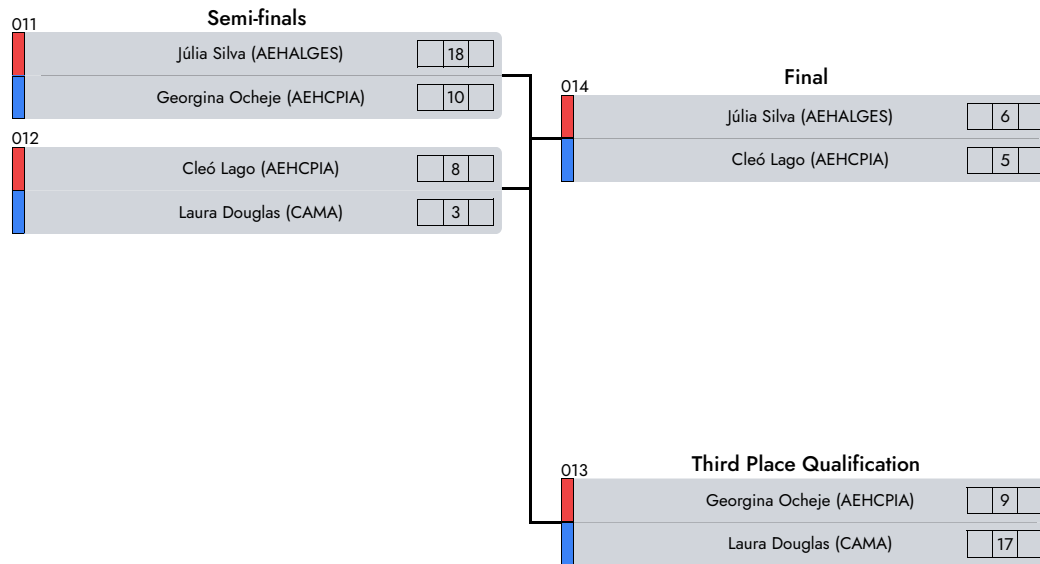 Semi-finals
011
Júlia Silva (AEHALGES) 18
Georgina Ocheje (AEHCPIA) 10
012
Cleó Lago (AEHCPIA) 8
Laura Douglas (CAMA) 3
Final
014
Júlia Silva (AEHALGES) 6
Cleó Lago (AEHCPIA) 5
Third Place Qualification
013
Georgina Ocheje (AEHCPIA) 9
Laura Douglas (CAMA) 17